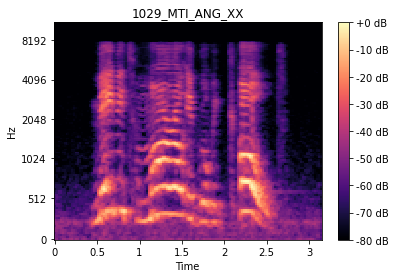 1029_MTI_ANG_XX
+0 dB
8192
-10 dB
4096
-20 dB
-30 dB
2048
-40 dB
Hz
1024
-50 dB
512
-60 dB
-70 dB
0
-80 dB
0 0.5 1 1.5 2 2.5 3
Time